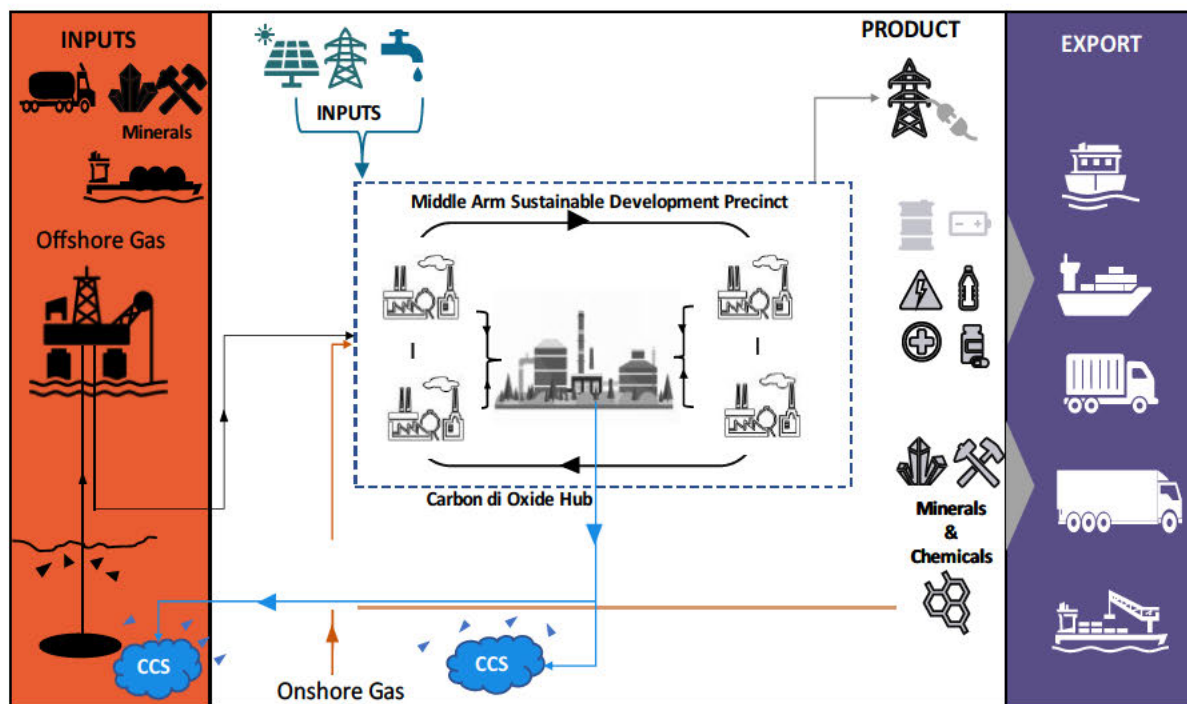 INPUTS
Minerals
Offshore Gas
INPUTS
PRODUCT
EXPORT
Middle Arm Sustainable Development Precinct
Carbon di Oxide Hub
Minerals
&
Chemicals
CCS
CCS
Onshore Gas